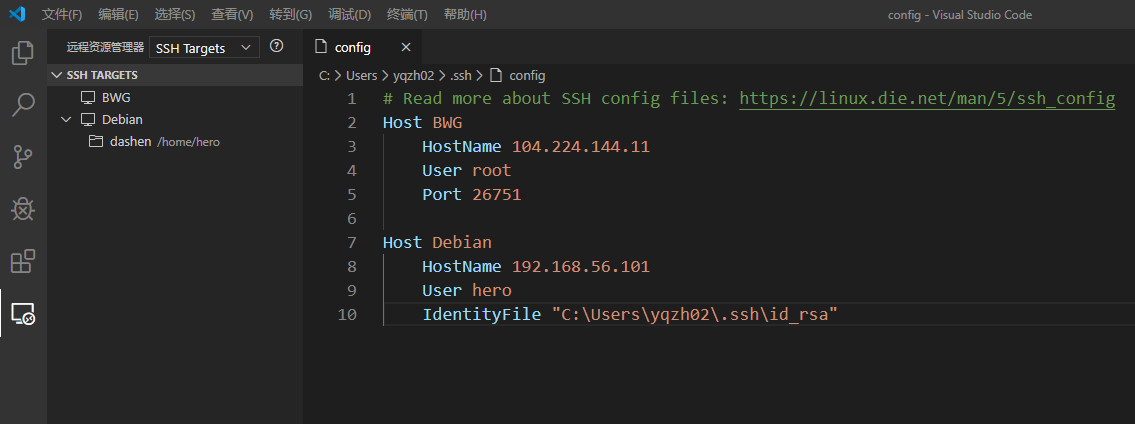 文件(F) 编辑(E) 选择(S) 查看(V) 转到(G) 调试(D) 终端(T) 帮助(H) config - Visual Studio Code
远程资源管理器 SSH Targets
SSH TARGETS
BWG
Debian
dashen /home/hero
config
C: > Users > yqzh02 > .ssh > config
1 # Read more about SSH config files: https://linux.die.net/man/5/ssh_config
2 Host BWG
3 HostName 104.224.144.11
4 User root
5 Port 26751
6
7 Host Debian
8 HostName 192.168.56.101
9 User hero
10 IdentityFile "C:\Users\yqzh02\.ssh\id_rsa"